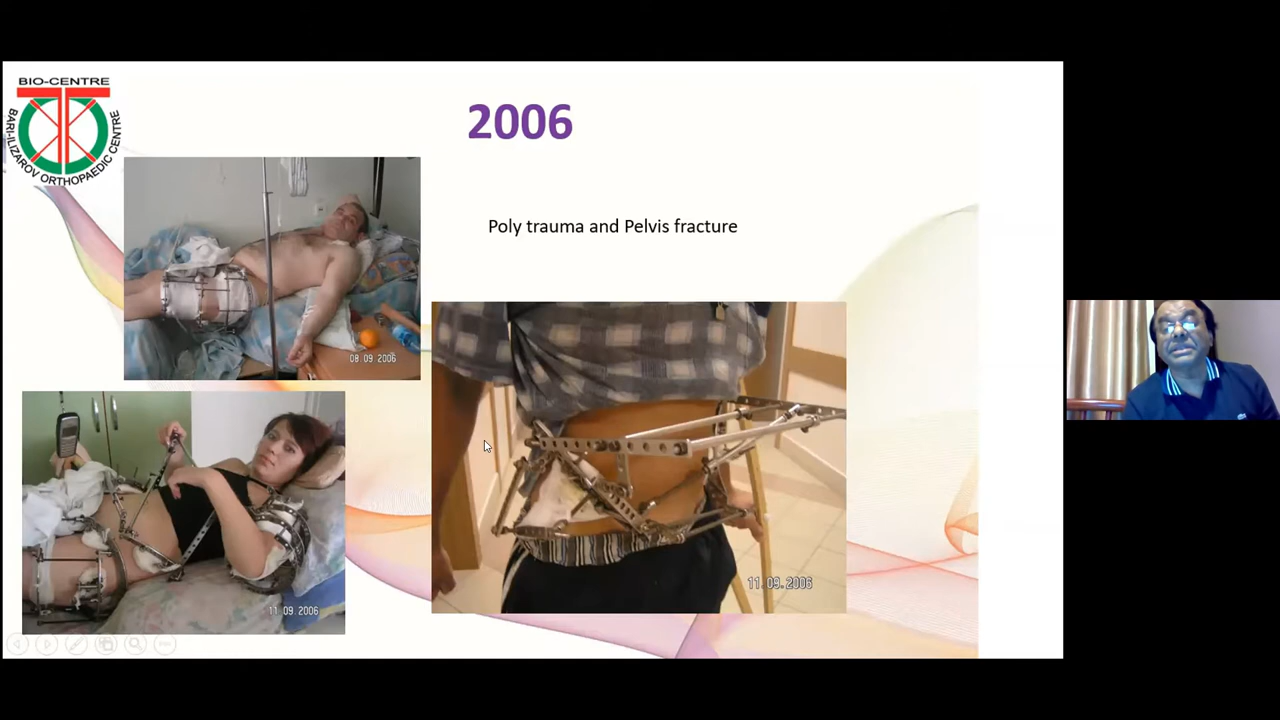 BIO-CENTRE
BARI-ILIZAROV ORTHOPAEDIC CENTRE
2006
Poly trauma and Pelvis fracture
08.09.2006
11.09.2006
11.09.2006